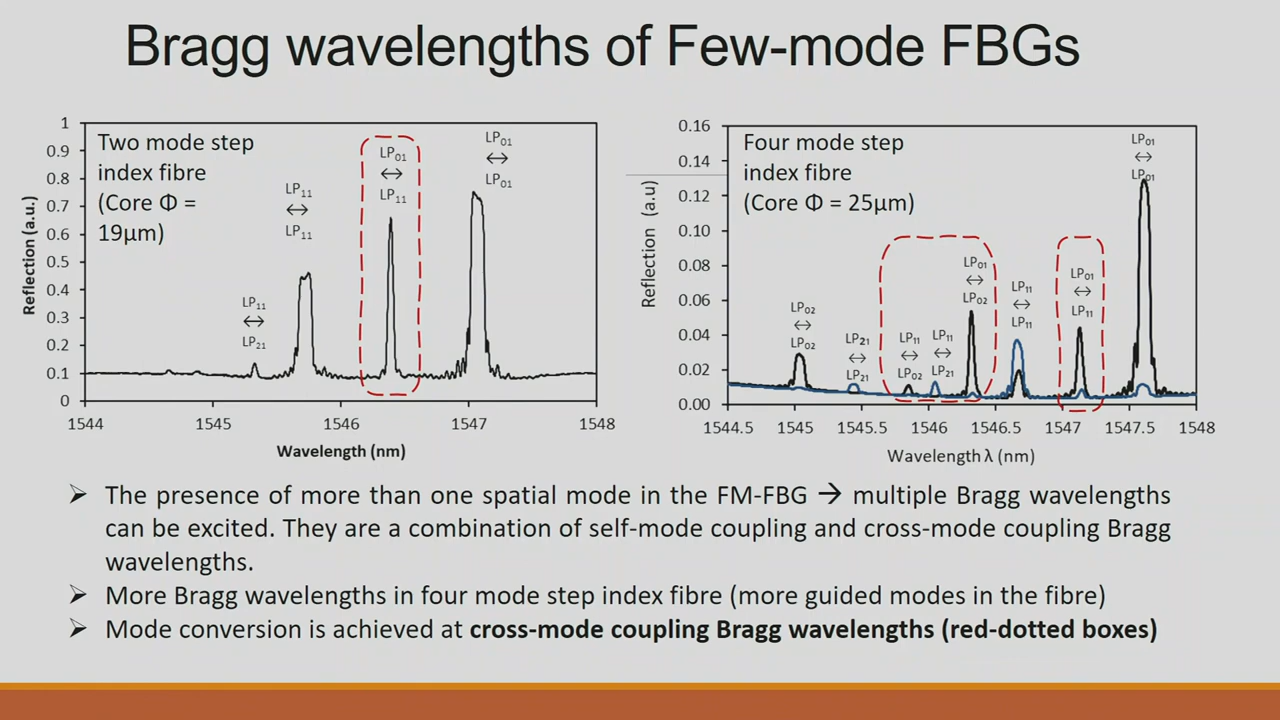 Bragg wavelengths of Few-mode FBGs
Two mode step
index fibre
(Core Φ =
19μm)
LP₁₁
↔
LP₂₁
LP₁₁
↔
LP₁₁
LP₀₁
↔
LP₁₁
LP₀₁
↔
LP₀₁
1
0.9
0.8
0.7
0.6
0.5
0.4
0.3
0.2
0.1
0
Reflection (a.u.)
1544 1545 1546 1547 1548
Wavelength (nm)
Four mode step
index fibre
(Core Φ = 25μm)
LP₀₂
↔
LP₀₂
LP₂₁
↔
LP₂₁
LP₁₁
↔
LP₀₂
LP₁₁
↔
LP₂₁
LP₀₁
↔
LP₀₂
LP₁₁
↔
LP₁₁
LP₀₁
↔
LP₁₁
LP₀₁
↔
LP₀₁
0.16
0.14
0.12
0.10
0.08
0.06
0.04
0.02
0.00
Reflection (a.u)
1544.5 1545 1545.5 1546 1546.5 1547 1547.5 1548
Wavelength λ (nm)
➢ The presence of more than one spatial mode in the FM-FBG → multiple Bragg wavelengths
can be excited. They are a combination of self-mode coupling and cross-mode coupling Bragg
wavelengths.
➢ More Bragg wavelengths in four mode step index fibre (more guided modes in the fibre)
➢ Mode conversion is achieved at cross-mode coupling Bragg wavelengths (red-dotted boxes)